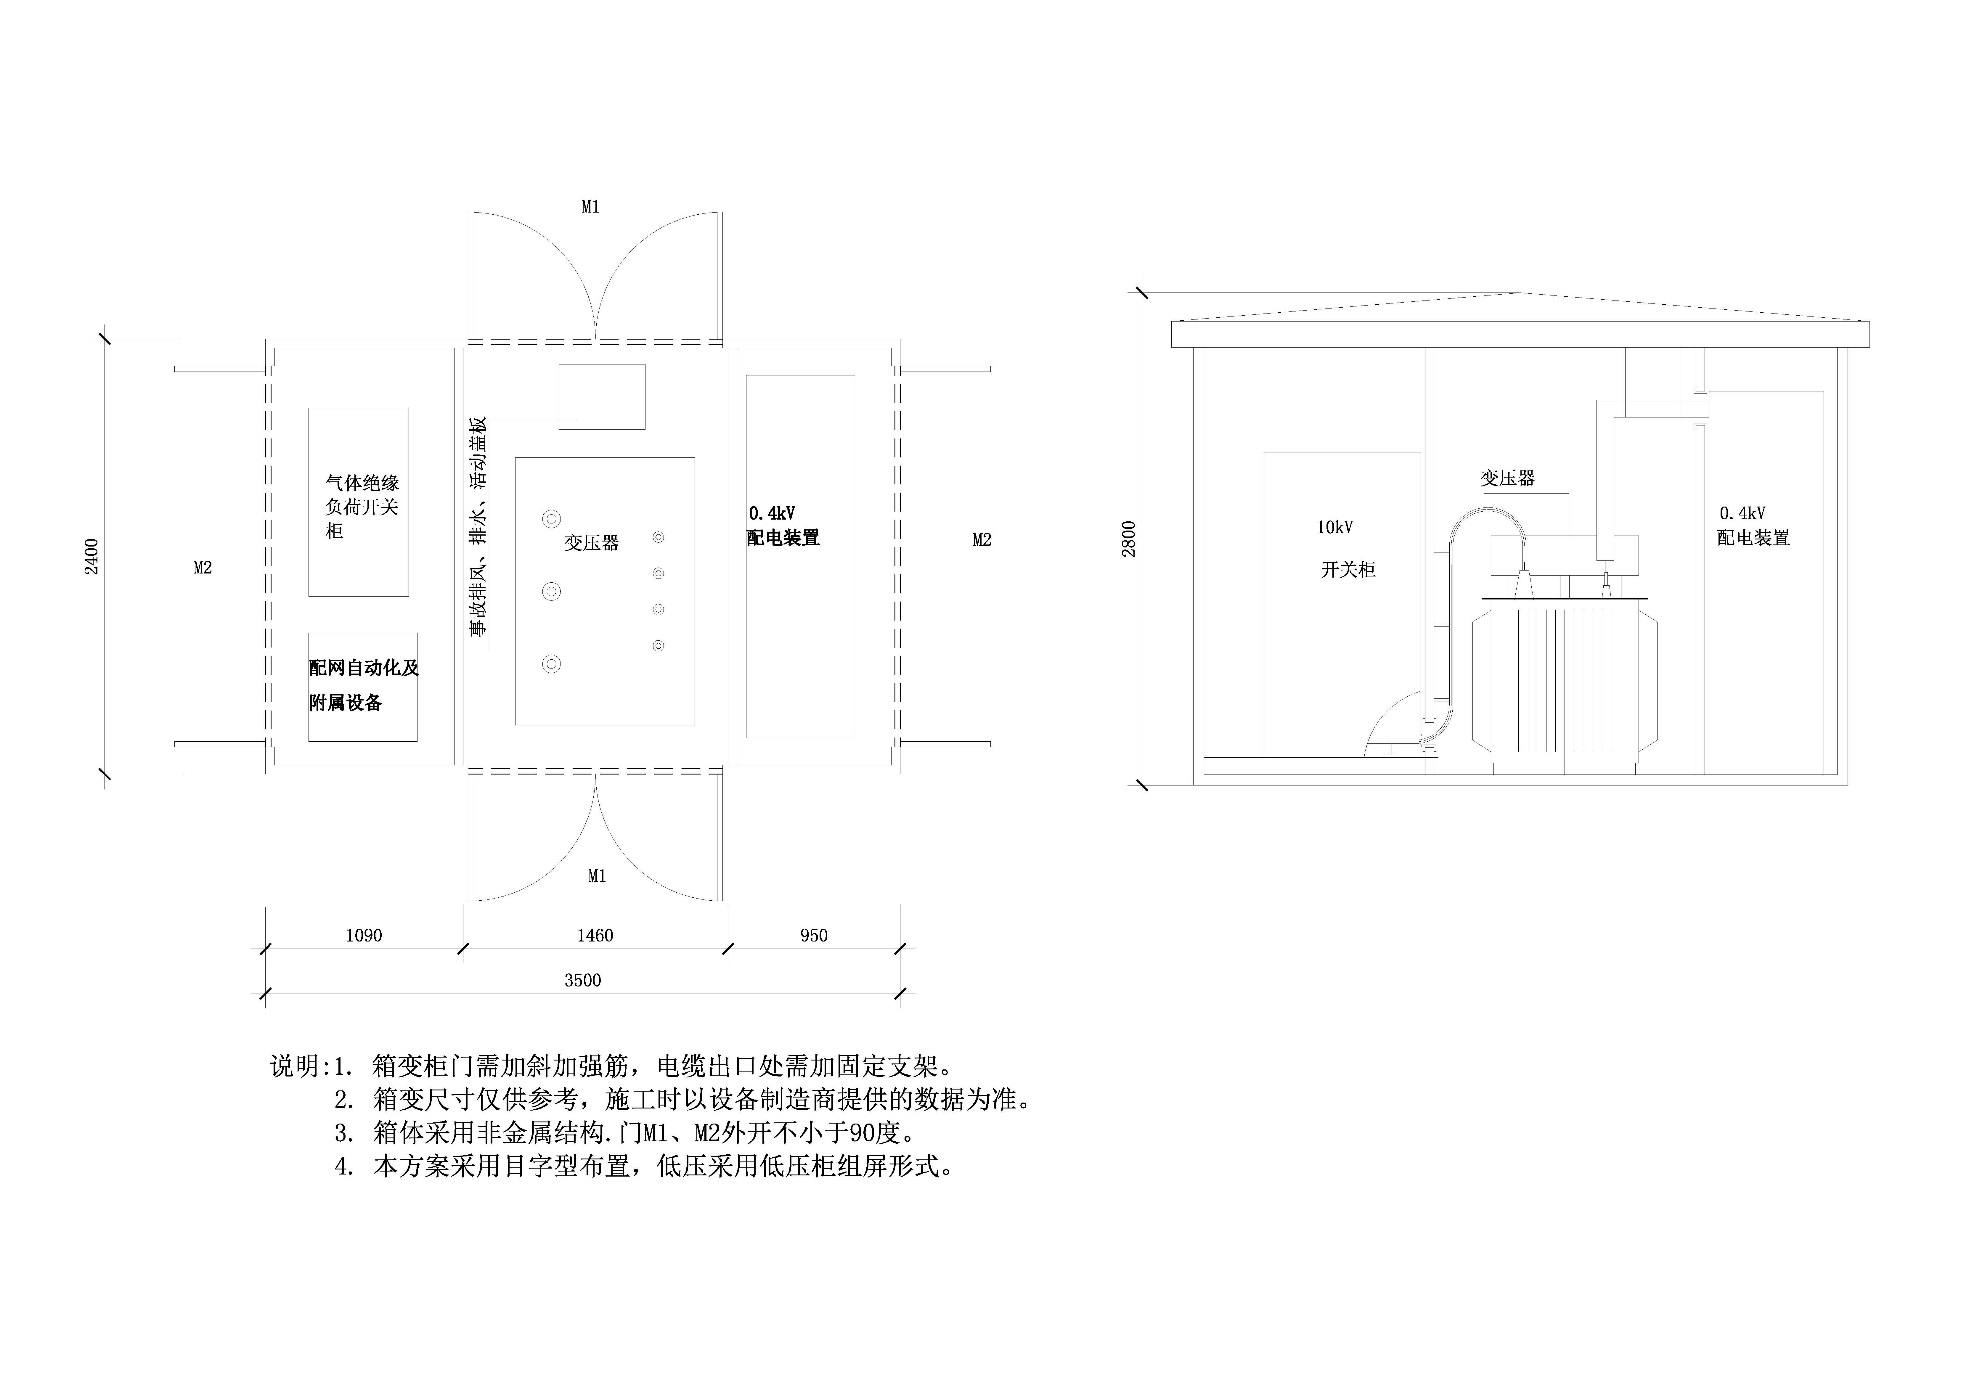 M1
2400
M2
气体绝缘
负荷开关
柜
配网自动化及
附属设备
事故排风、排水、活动盖板
变压器
0.4kV
配电装置
M2
M1
1090
1460
950
3500
2800
10kV
开关柜
变压器
0.4kV
配电装置
说明:1. 箱变柜门需加斜加强筋，电缆出口处需加固定支架。
2. 箱变尺寸仅供参考，施工时以设备制造商提供的数据为准。
3. 箱体采用非金属结构.门M1、M2外开不小于90度。
4. 本方案采用目字型布置，低压采用低压柜组屏形式。